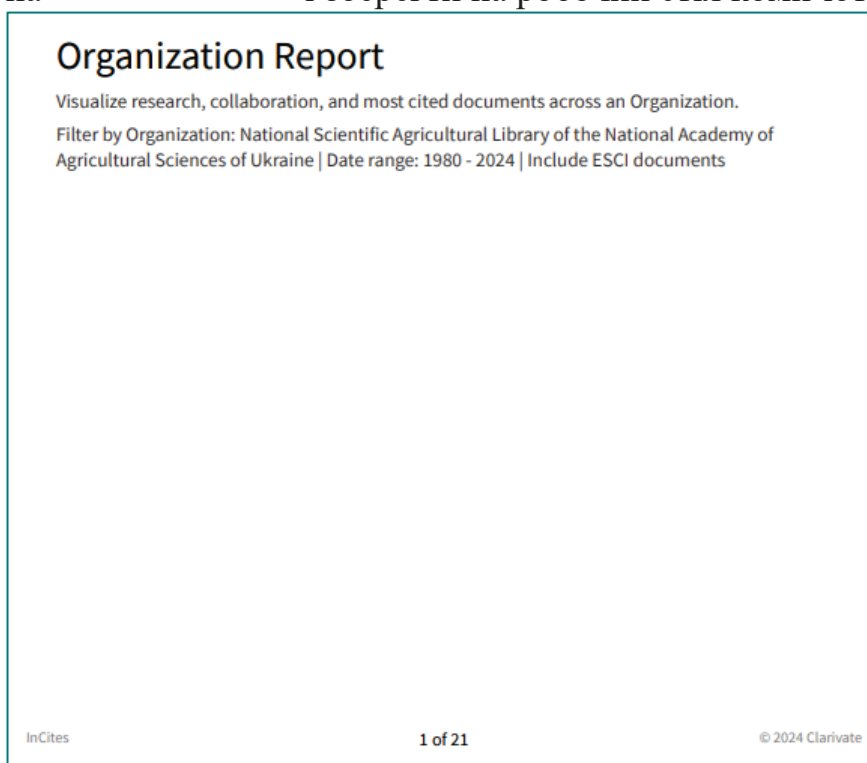 Organization Report
Visualize research, collaboration, and most cited documents across an Organization.
Filter by Organization: National Scientific Agricultural Library of the National Academy of
Agricultural Sciences of Ukraine | Date range: 1980 - 2024 | Include ESCI documents
InCites
1 of 21
© 2024 Clarivate